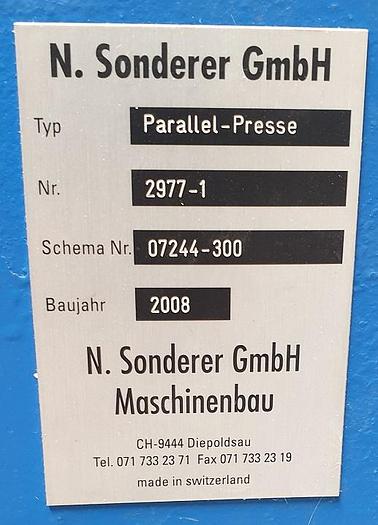 N. Sonderer GmbH
Typ Parallel-Presse
Nr. 2977-1
Schema Nr. 07244-300
Baujahr 2008
N. Sonderer GmbH
Maschinenbau
CH-9444 Diepoldsau
Tel. 071 733 23 71 Fax 071 733 23 19
made in switzerland